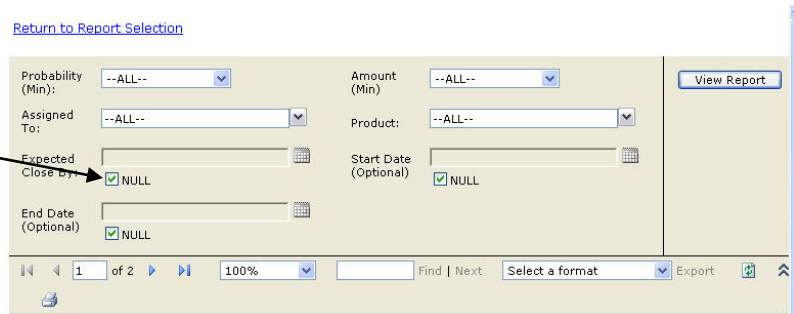 Return to Report Selection
Probability (Min): --ALL-- Amount (Min) --ALL-- View Report
Assigned To: --ALL-- Product: --ALL--
Expected Close By: NULL Start Date (Optional) NULL
End Date (Optional) NULL
1 of 2 100% Find | Next Select a format Export